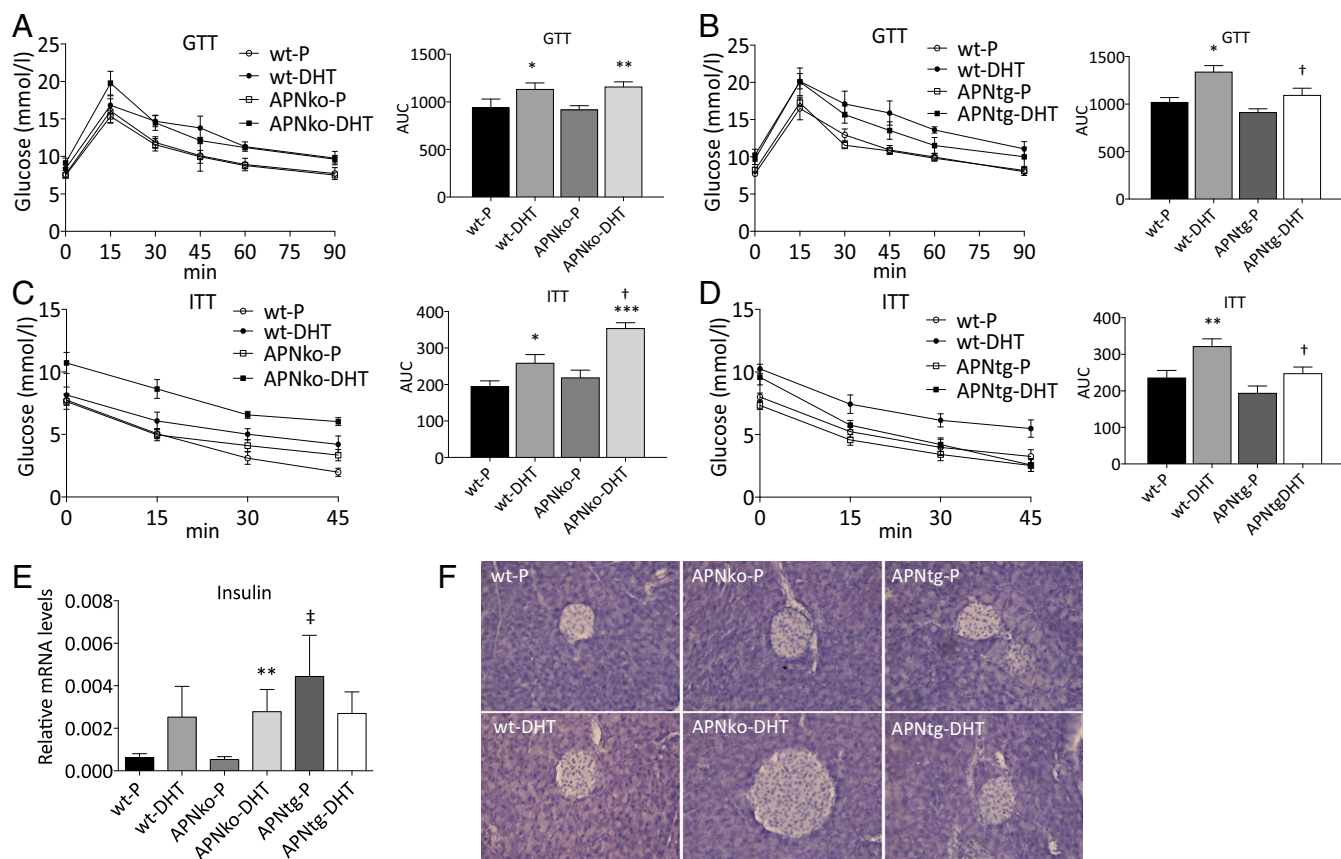 A
GTT
Glucose (mmol/l)
25
20
15
10
5
0
0 15 30 45 60 75 90
min
wt-P
wt-DHT
APNko-P
APNko-DHT
GTT
AUC
1500
1000
500
0
* **
wt-P wt-DHT APNko-P APNko-DHT
B
GTT
Glucose (mmol/l)
25
20
15
10
5
0
0 15 30 45 60 75 90
min
wt-P
wt-DHT
APNtg-P
APNtg-DHT
GTT
AUC
1500
1000
500
0
* †
wt-P wt-DHT APNtg-P APNtg-DHT
C
ITT
Glucose (mmol/l)
15
10
5
0
0 15 30 45
min
wt-P
wt-DHT
APNko-P
APNko-DHT
ITT
AUC
400
300
200
100
0
†
* ***
wt-P wt-DHT APNko-P APNko-DHT
D
ITT
Glucose (mmol/l)
15
10
5
0
0 15 30 45
min
wt-P
wt-DHT
APNtg-P
APNtg-DHT
ITT
AUC
400
300
200
100
0
** †
wt-P wt-DHT APNtg-P APNtgDHT
E
Insulin
Relative mRNA levels
0.008
0.006
0.004
0.002
0.000
** ‡
wt-P wt-DHT APNko-P APNko-DHT APNtg-P APNtg-DHT
F
wt-P APNko-P APNtg-P
wt-DHT APNko-DHT APNtg-DHT